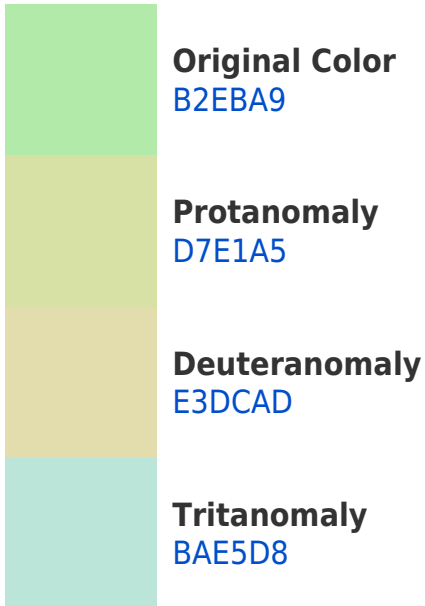 Original Color
B2EBA9
Protanomaly
D7E1A5
Deuteranomaly
E3DCAD
Tritanomaly
BAE5D8